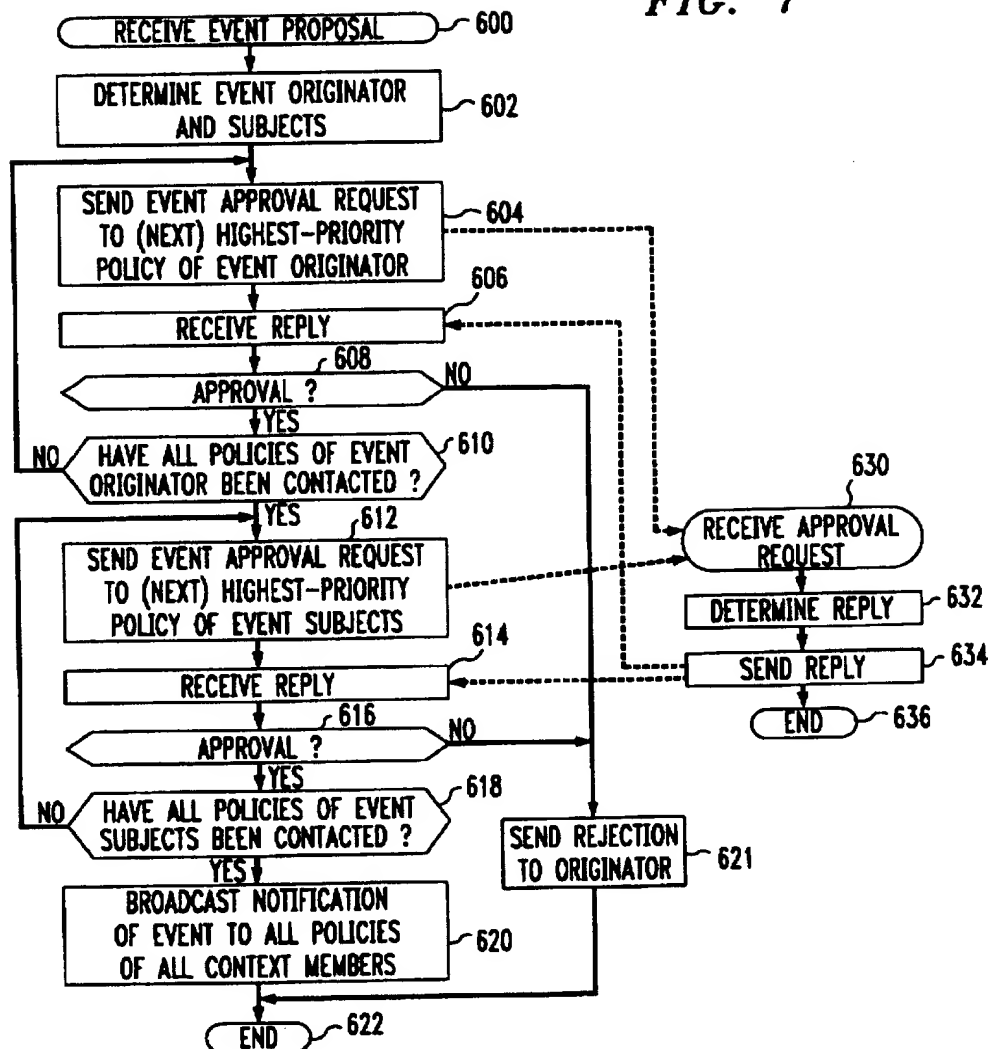 FIG. 7
RECEIVE EVENT PROPOSAL
600
DETERMINE EVENT ORIGINATOR
AND SUBJECTS
602
SEND EVENT APPROVAL REQUEST
TO (NEXT) HIGHEST-PRIORITY
POLICY OF EVENT ORIGINATOR
604
606
RECEIVE REPLY
608
APPROVAL ?
NO
YES
HAVE ALL POLICIES OF EVENT
ORIGINATOR BEEN CONTACTED ?
610
NO
YES
612
SEND EVENT APPROVAL REQUEST
TO (NEXT) HIGHEST-PRIORITY
POLICY OF EVENT SUBJECTS
614
RECEIVE REPLY
616
APPROVAL ?
NO
YES
HAVE ALL POLICIES OF EVENT
SUBJECTS BEEN CONTACTED ?
618
NO
YES
BROADCAST NOTIFICATION
OF EVENT TO ALL POLICIES
OF ALL CONTEXT MEMBERS
620
SEND REJECTION
TO ORIGINATOR
621
END
622
630
RECEIVE APPROVAL
REQUEST
DETERMINE REPLY
632
SEND REPLY
634
END
636